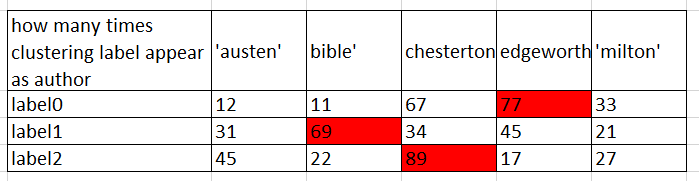 how many times
clustering label appear
as author
'austen' bible' chesterton edgeworth 'milton'
label0 12 11 67 77 33
label1 31 69 34 45 21
label2 45 22 89 17 27